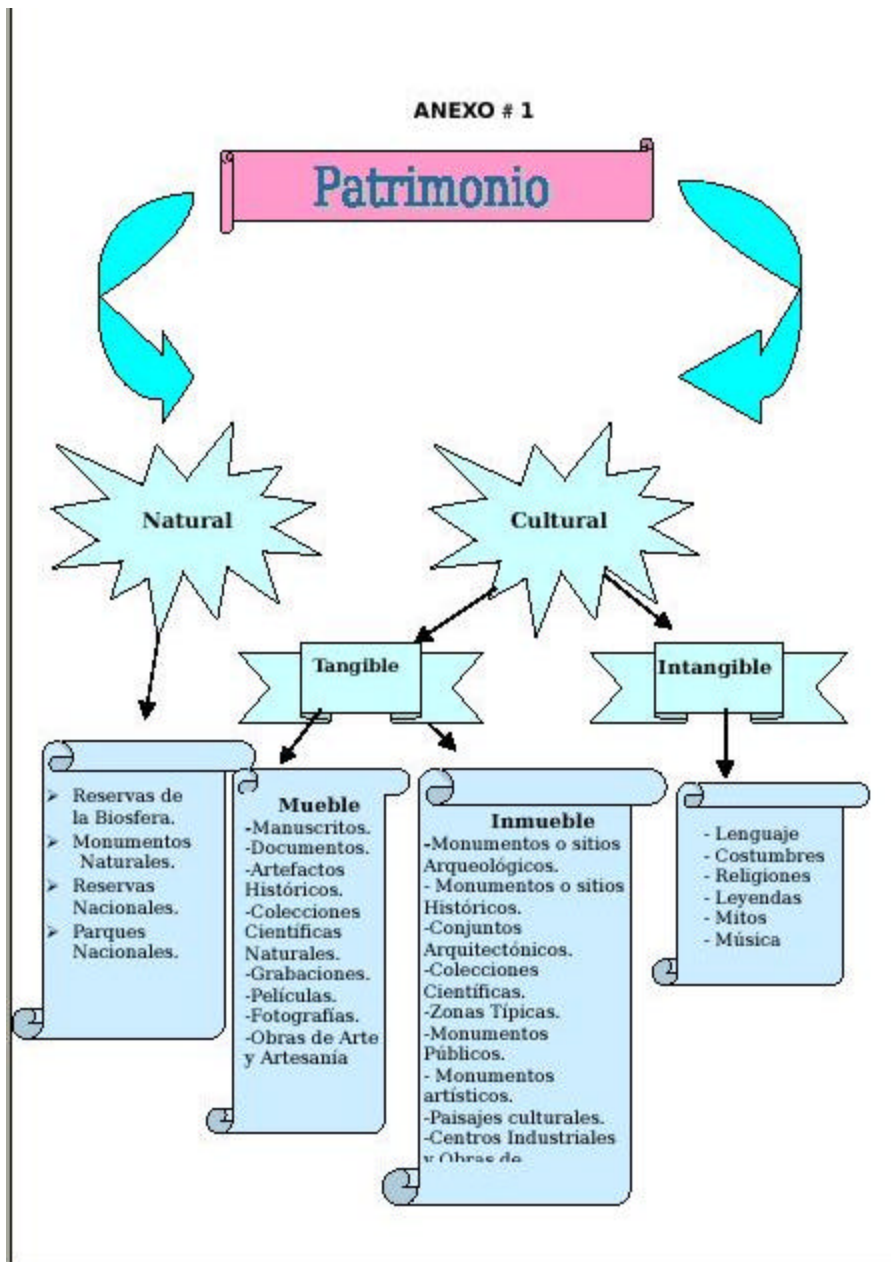 ANEXO # 1
Patrimonio
Natural
Cultural
Tangible
Intangible
➢ Reservas de
la Biosfera.
➢ Monumentos
Naturales.
➢ Reservas
Nacionales.
➢ Parques
Nacionales.
Mueble
-Manuscritos.
-Documentos.
-Artefactos
Históricos.
-Colecciones
Científicas
Naturales.
-Grabaciones.
-Películas.
-Fotografías.
-Obras de Arte
y Artesanía
Inmueble
-Monumentos o sitios
Arqueológicos.
- Monumentos o sitios
Históricos.
-Conjuntos
Arquitectónicos.
-Colecciones
Científicas.
-Zonas Típicas.
-Monumentos
Públicos.
- Monumentos
artísticos.
-Paisajes culturales.
-Centros Industriales
y Obras de
- Lenguaje
- Costumbres
- Religiones
- Leyendas
- Mitos
- Música